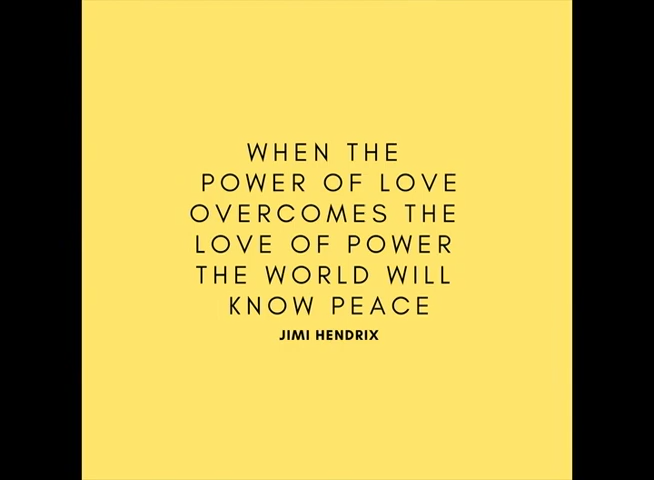 WHEN THE
POWER OF LOVE
OVERCOMES THE
LOVE OF POWER
THE WORLD WILL
KNOW PEACE
JIMI HENDRIX